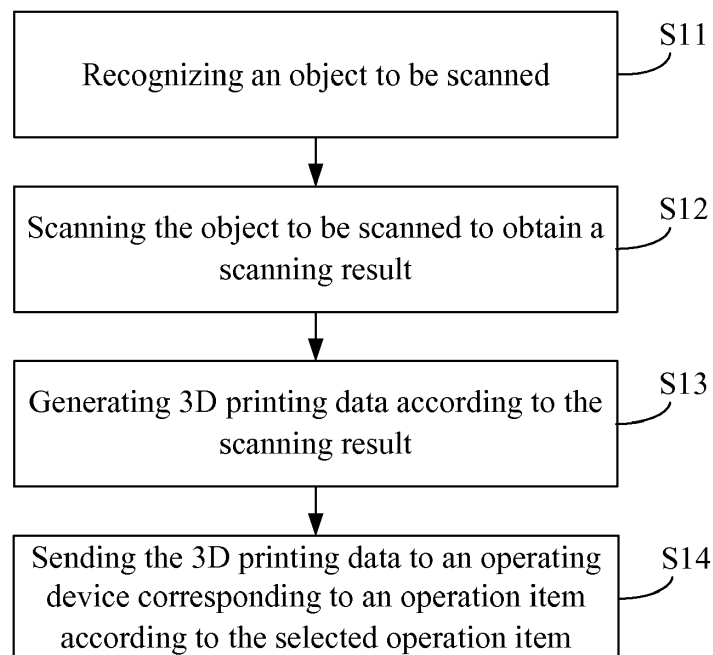 S11
Recognizing an object to be scanned
S12
Scanning the object to be scanned to obtain a
scanning result
S13
Generating 3D printing data according to the
scanning result
S14
Sending the 3D printing data to an operating
device corresponding to an operation item
according to the selected operation item